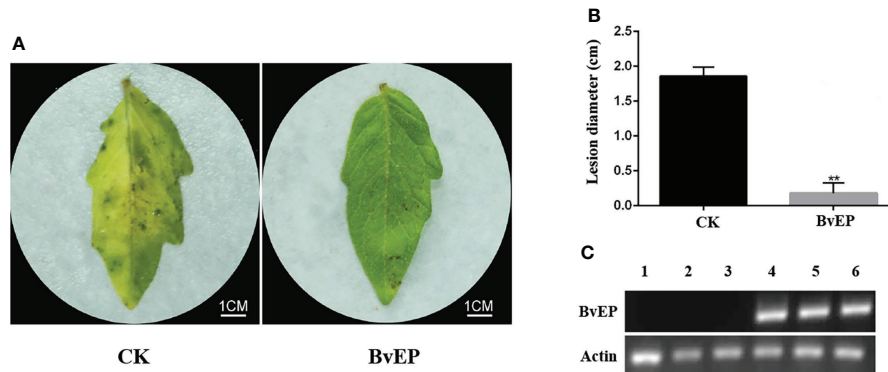 A
1CM
1CM
CK
BvEP
B
Lesion diameter (cm)
2.5
2.0
1.5
1.0
0.5
0.0
**
CK
BvEP
C
1 2 3 4 5 6
BvEP
Actin